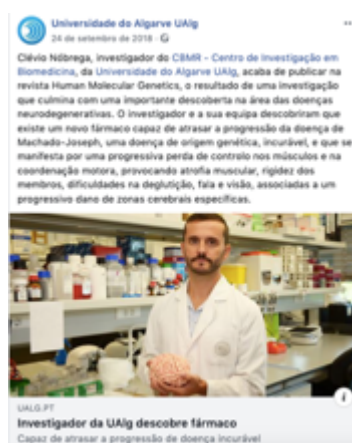 Universidade do Algarve UAlg
24 de setembro de 2018
Clévio Nóbrega, investigador do CBMR - Centro de Investigação em
Biomedicina, da Universidade do Algarve UAlg, acaba de publicar na
revista Human Molecular Genetics, o resultado de uma investigação
que culmina com uma importante descoberta na área das doenças
neurodegenerativas. O investigador e a sua equipa descobriram que
existe um novo fármaco capaz de atrasar a progressão da doença de
Machado-Joseph, uma doença de origem genética, incurável, e que se
manifesta por uma progressiva perda de controlo nos músculos e na
coordenação motora, provocando atrofia muscular, rigidez dos
membros, dificuldades na deglutição, fala e visão, associadas a um
progressivo dano de zonas cerebrais específicas.
UALG.PT
Investigador da UAlg descobre fármaco
Capaz de atrasar a progressão de doença incurável